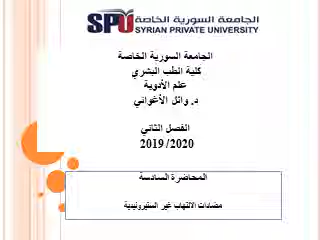 الجامعة السورية الخاصة
SPU SYRIAN PRIVATE UNIVERSITY
الجامعة السورية الخاصة
كلية الطب البشري
علم الأدوية
د. وائل الأغواني
الفصل الثاني
2019/ 2020
المحاضرة السادسة
مضادات الالتهاب غير الستيروئيدية